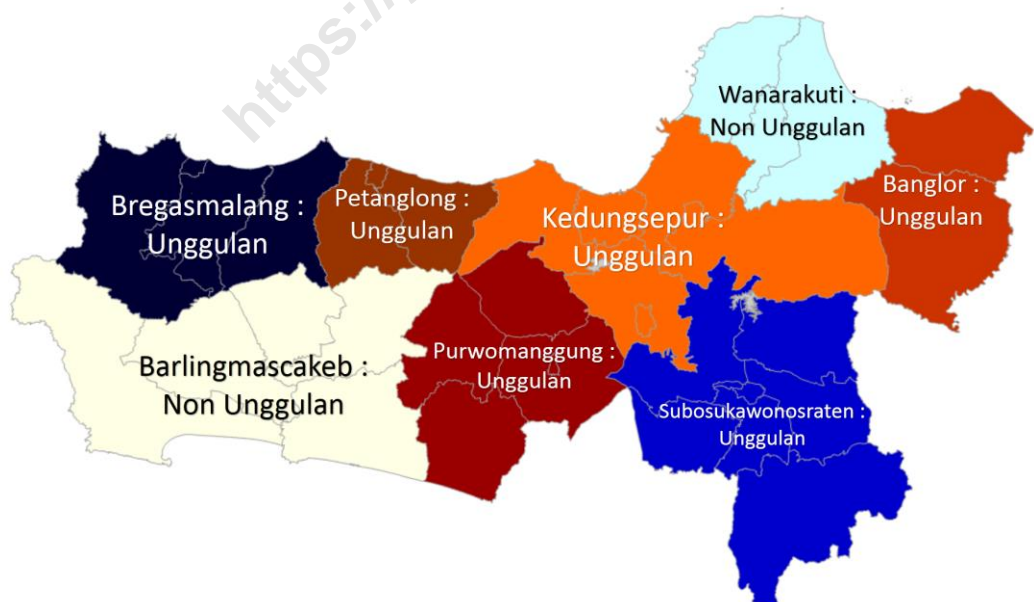 https:/
Wanarakuti :
Non Unggulan
Banglor :
Unggulan
Bregasmalang :
Unggulan
Petanglong :
Unggulan
Kedungsepur :
Unggulan
Barlingmascakeb :
Non Unggulan
Purwomanggung :
Unggulan
Subosukawonosraten :
Unggulan